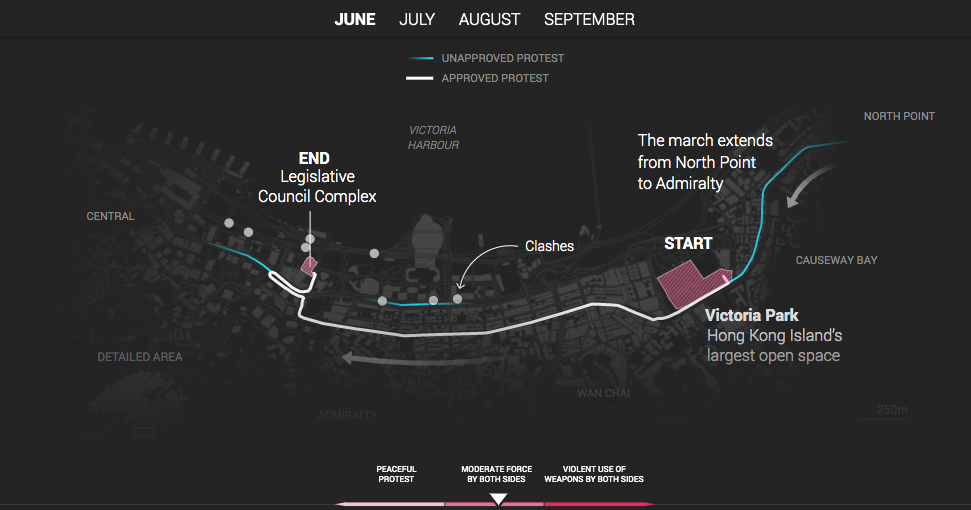 JUNE JULY AUGUST SEPTEMBER
UNAPPROVED PROTEST
APPROVED PROTEST
VICTORIA
HARBOUR
NORTH POINT
The march extends
from North Point
to Admiralty
END
Legislative
Council Complex
CENTRAL
Clashes
START
CAUSEWAY BAY
Victoria Park
Hong Kong Island's
largest open space
DETAILED AREA
WAN CHAI
ADMIRALTY
250m
PEACEFUL
PROTEST
MODERATE FORCE
BY BOTH SIDES
VIOLENT USE OF
WEAPONS BY BOTH SIDES